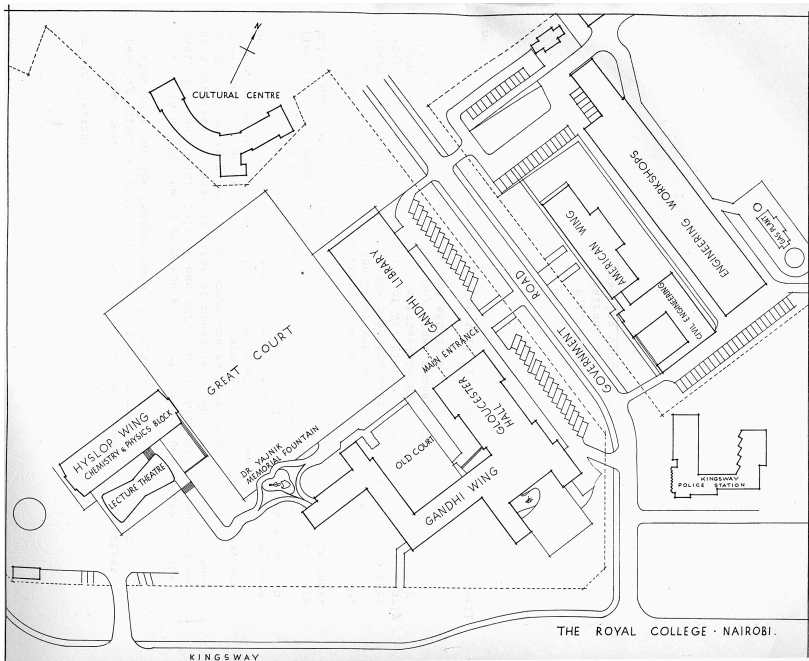 N
CULTURAL CENTRE
ENGINEERING WORKSHOPS
GAS PLANT
AMERICAN WING
CIVIL ENGINEERING
GANDHI LIBRARY
GOVERNMENT ROAD
MAIN ENTRANCE
GREAT COURT
GLOUCESTER
HALL
HYSLOP WING
CHEMISTRY & PHYSICS BLOCK
LECTURE THEATRE
DR YAJNIK
MEMORIAL FOUNTAIN
OLD COURT
GANDHI WING
KINGSWAY
POLICE STATION
THE ROYAL COLLEGE · NAIROBI.
KINGSWAY